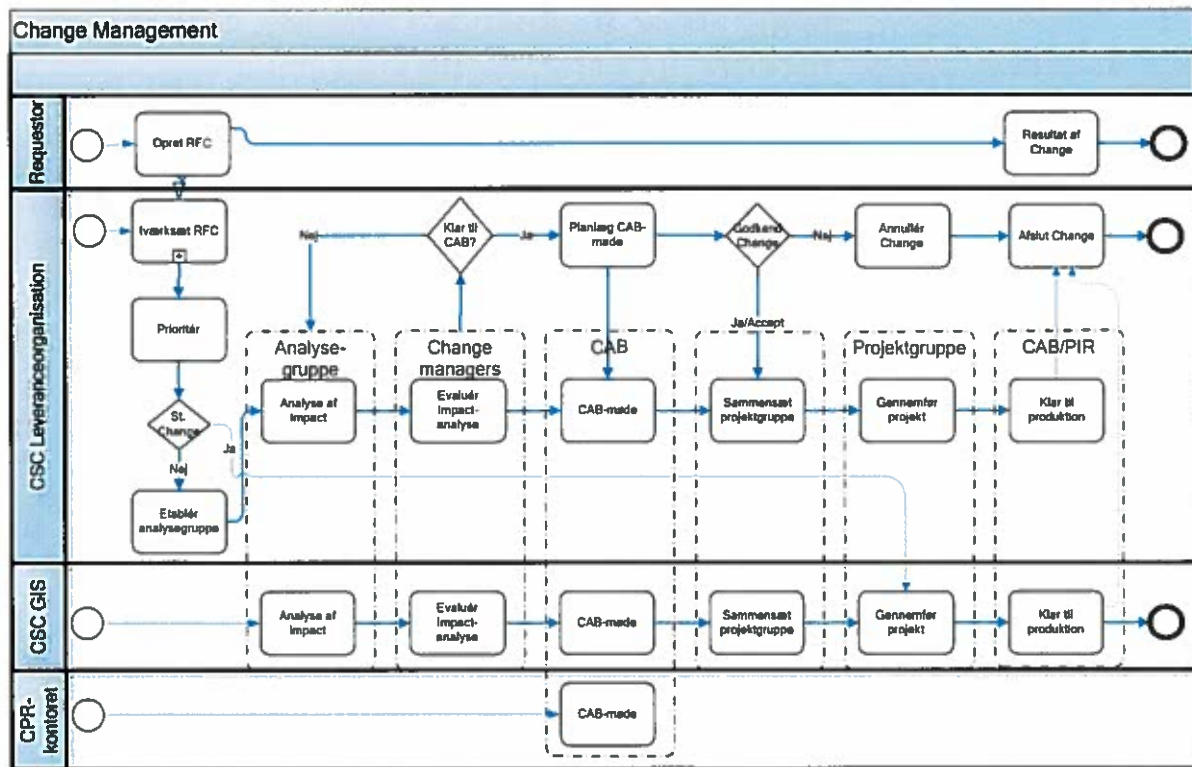 Change Management
Requestor
Opret RFC
Resultat af
Change
CSC Leveranceorganisation
Iværksæt RFC
Nej
Klar til
CAB?
Ja
Planlæg CAB-
møde
Godkend
Change
Nej
Annullér
Change
Afslut Change
Prioritér
Ja/Accept
Analyse-
gruppe
Change
managers
CAB
Projektgruppe
CAB/PIR
Analyse af
Impact
Evaluér
Impact-
analyse
CAB-møde
Sammensæt
projektgruppe
Gennemfør
projekt
Klar til
produktion
St.
Change
Ja
Nej
Etablér
analysegruppe
CSC GIS
Analyse af
Impact
Evaluér
Impact-
analyse
CAB-møde
Sammensæt
projektgruppe
Gennemfør
projekt
Klar til
produktion
CPR-
kontoret
CAB-møde